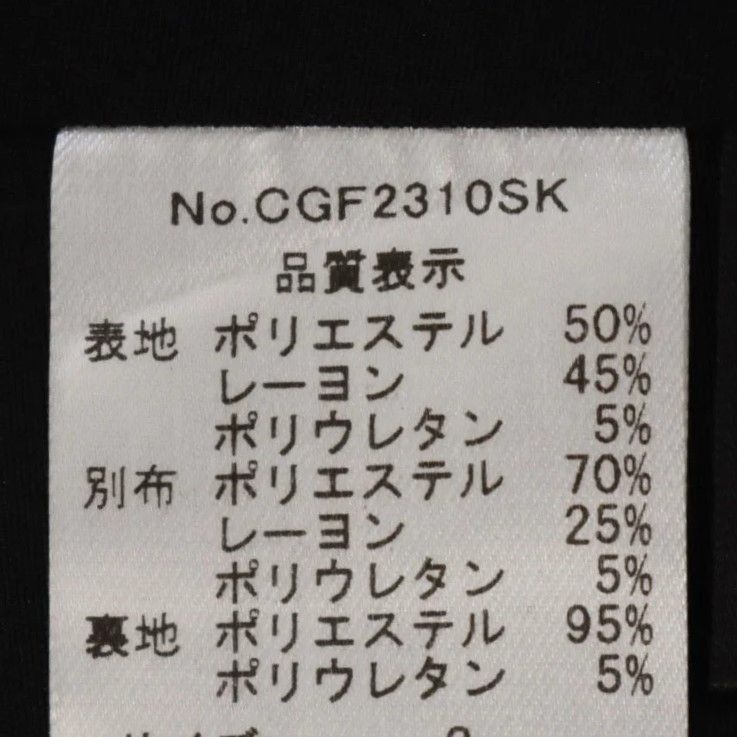 No.CGF2310SK
品質表示
表地 ポリエステル 50%
レーヨン 45%
ポリウレタン 5%
別布 ポリエステル 70%
レーヨン 25%
ポリウレタン 5%
裏地 ポリエステル 95%
ポリウレタン 5%